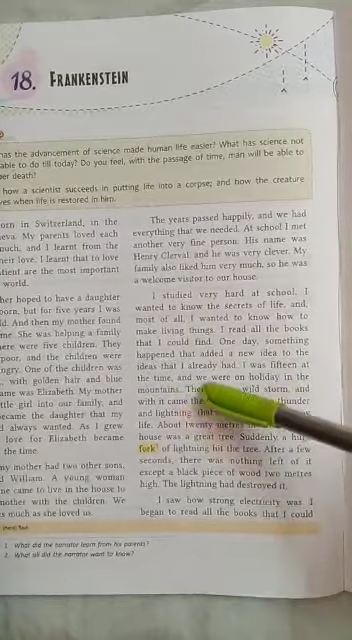 18. FRANKENSTEIN
has the advancement of science made human life easier? What has science not
able to do till today? Do you feel, with the passage of time, man will be able to
er death?
how a scientist succeeds in putting life into a corpse; and how the creature
ves when life is restored in him.
orn in Switzerland, in the
eva. My parents loved each
much, and I learnt from the
heir love. I learnt that to love
atient are the most important
world.
her hoped to have a daughter
born, but for five years I was
ld. And then my mother found
me. She was helping a family
here were five children. They
poor, and the children were
ngry. One of the children was
, with golden hair and blue
ame was Elizabeth. My mother
ttle girl into our family, and
became the daughter that my
d always wanted. As I grew
love for Elizabeth became
the time.
my mother had two other sons,
d William. A young woman
ne came to live in the house to
mother with the children. We
s much as she loved us.
The years passed happily, and we had
everything that we needed. At school I met
another very fine person. His name was
Henry Clerval, and he was very clever. My
family also liked him very much, so he was
a welcome visitor to our house.
I studied very hard at school. I
wanted to know the secrets of life, and,
most of all, I wanted to know how to
make living things. I read all the books
that I could find. One day, something
happened that added a new idea to the
ideas that I already had. I was fifteen at
the time, and we were on holiday in the
mountains. The wild storm, and
with it came the thunder
and lightning that
life. About twenty metres
house was a great tree. Suddenly, a
fork¹ of lightning hit the tree. After a few
seconds, there was nothing left of it
except a black piece of wood two metres
high. The lightning had destroyed it.
I saw how strong electricity was. I
began to read all the books that I could
1. What did the narrator learn from his parents?
2. What all did the narrator want to know?